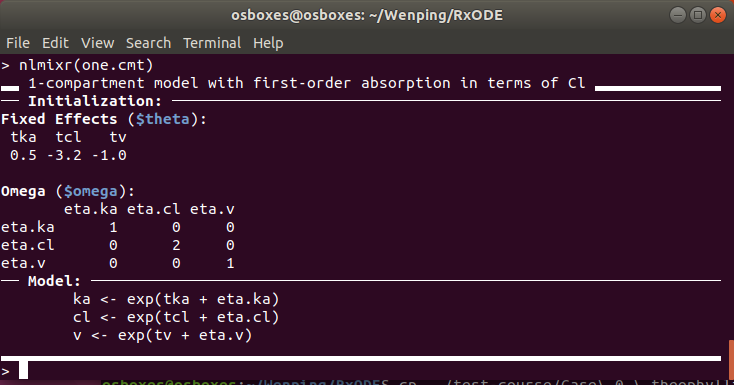 osboxes@osboxes: ~/Wenping/RxODE
File Edit View Search Terminal Help
> nlmixr(one.cmt)
1-compartment model with first-order absorption in terms of Cl
Initialization:
Fixed Effects ($theta):
tka tcl tv
0.5 -3.2 -1.0
Omega ($omega):
eta.ka eta.cl eta.v
eta.ka 1 0 0
eta.cl 0 2 0
eta.v 0 0 1
Model:
ka <- exp(tka + eta.ka)
cl <- exp(tcl + eta.cl)
v <- exp(tv + eta.v)
>
osboxes@osboxes:~/Wenping/RxODE$ cp